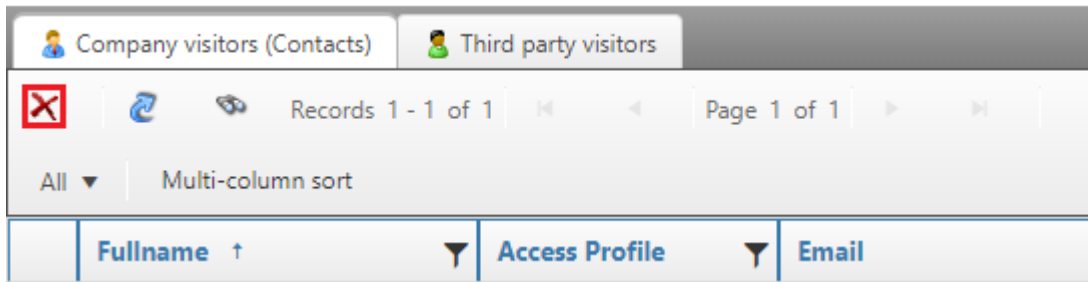 Company visitors (Contacts) Third party visitors
Records 1 - 1 of 1 Page 1 of 1
All Multi-column sort
Fullname ↑ Access Profile Email